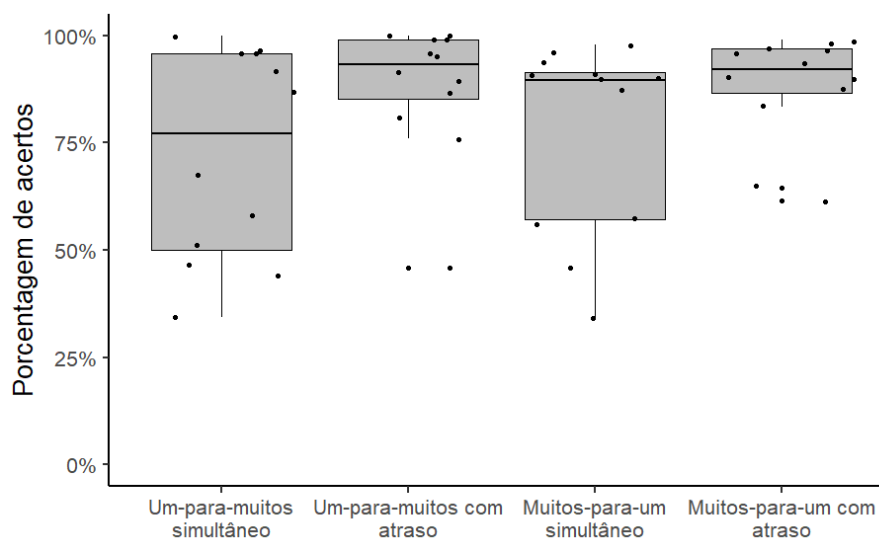 Porcentagem de acertos
100%
75%
50%
25%
0%
Um-para-muitos
simultâneo
Um-para-muitos com
atraso
Muitos-para-um
simultâneo
Muitos-para-um com
atraso